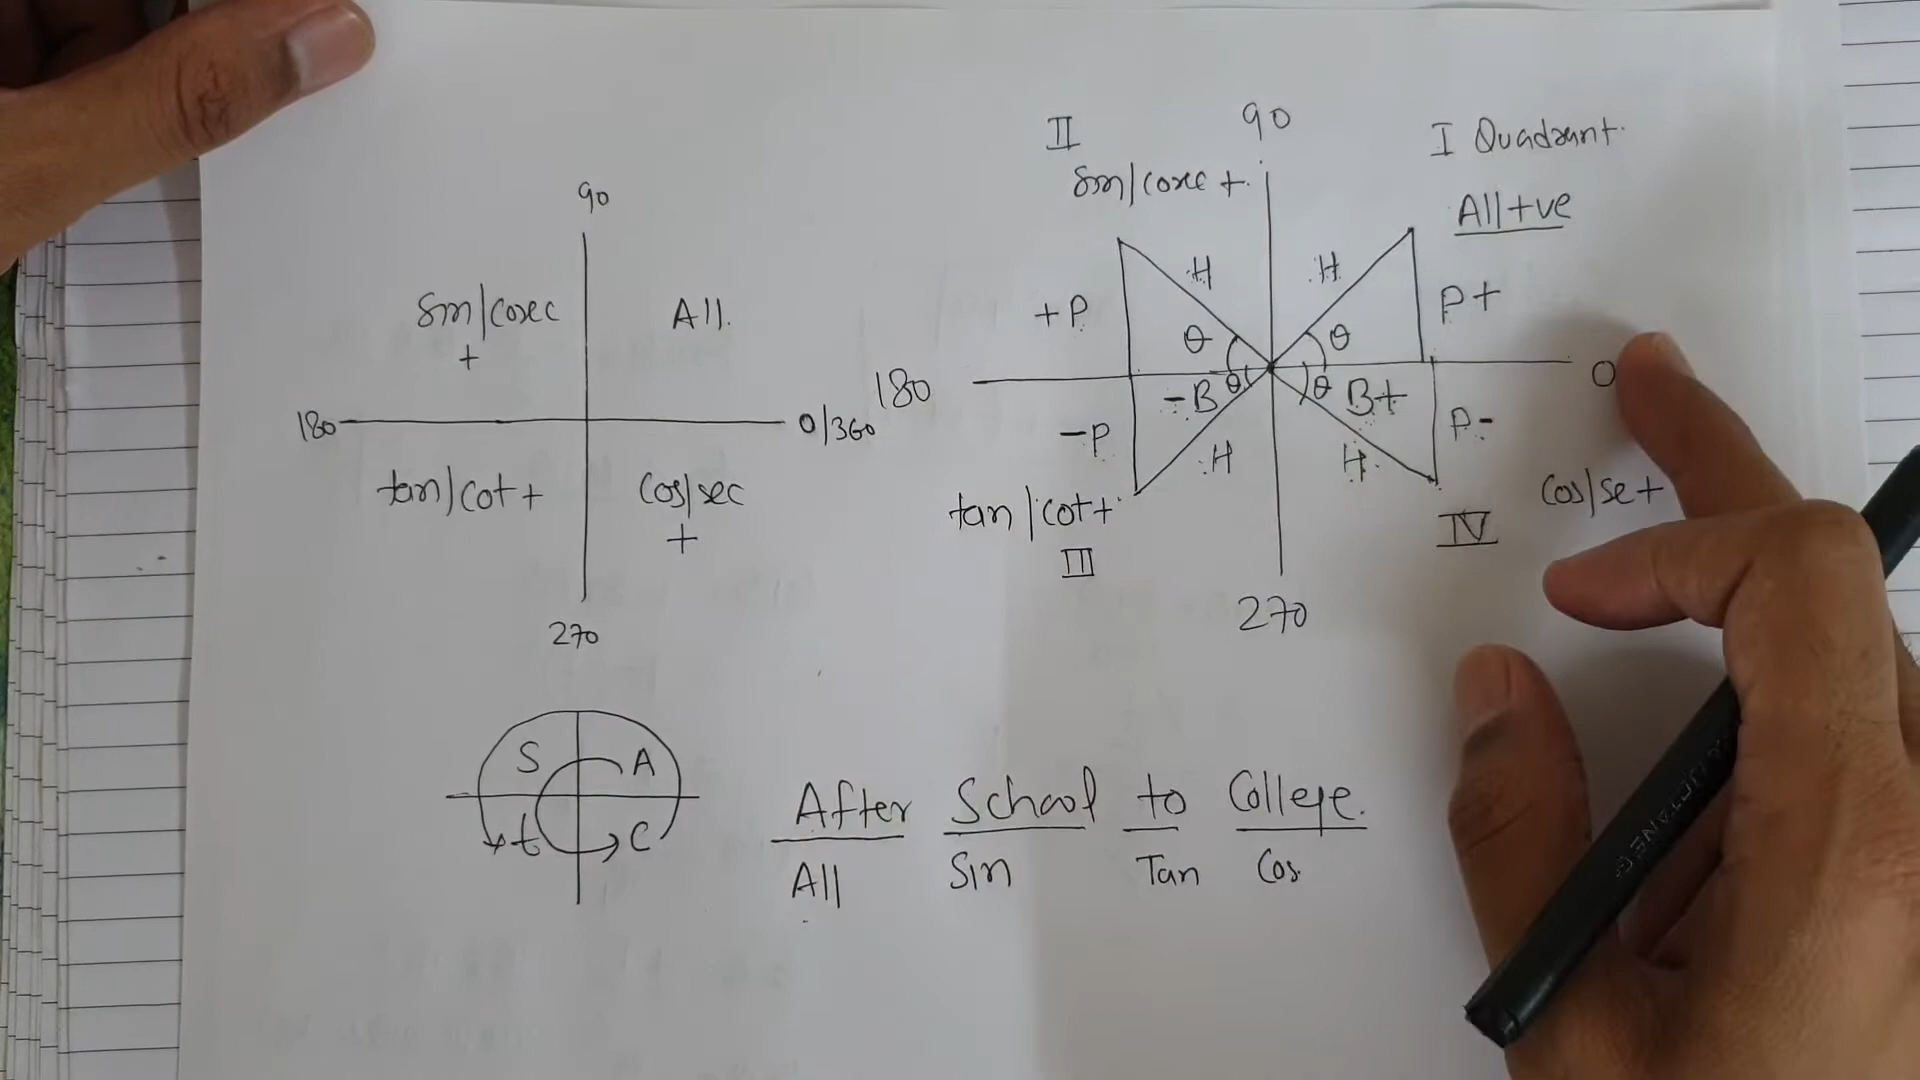 90
sin/cosec
+
All.
180
0/360
tan/cot +
cos/sec
+
270
II
90
I Quadrant.
sin/cosec +
All +ve
H
H
+P
P+
θ
θ
180
0
-B
θ
θ
B+
-P
P-
H
H
tan/cot+
cos/se+
III
IV
270
S
A
t
C
After School to College.
All Sin Tan Cos